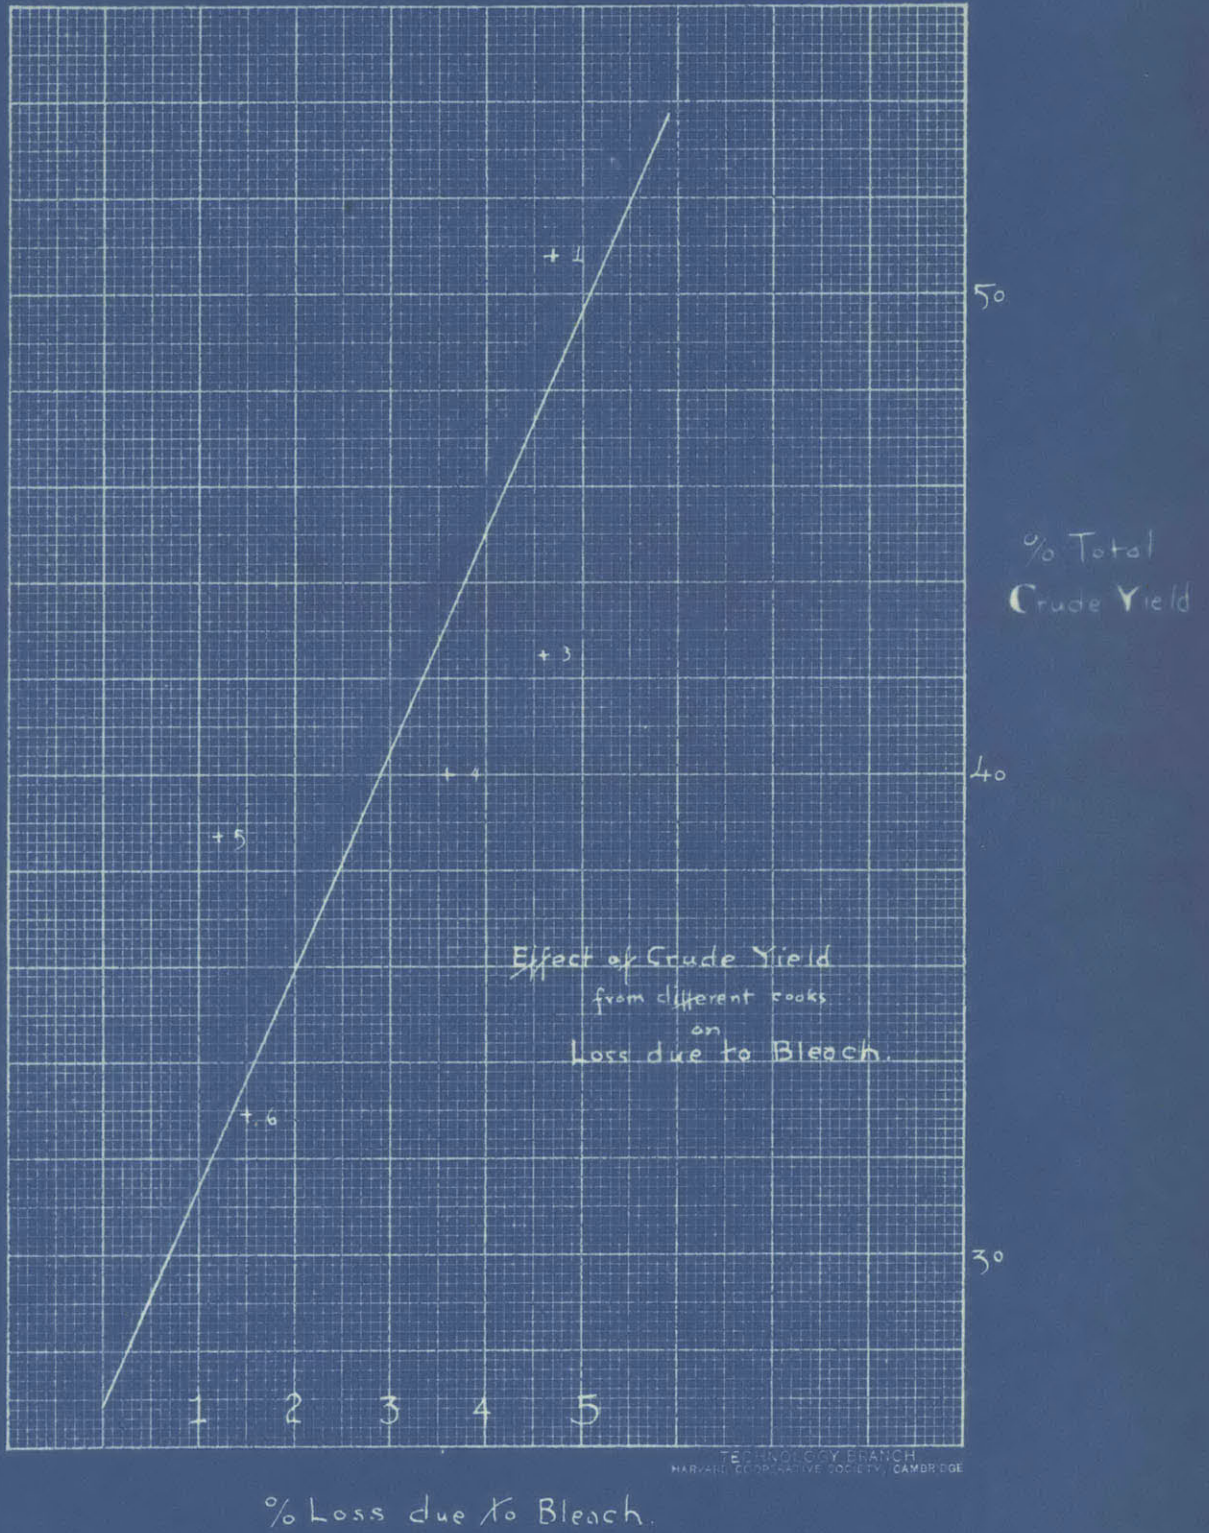 + 1
50
% Total
Crude Yield
+ 3
40
+ 4
+ 5
Effect of Crude Yield
from different cooks
on
Loss due to Bleach.
+ 6
30
1 2 3 4 5
TECHNOLOGY BRANCH
HARVARD COOPERATIVE SOCIETY, CAMBRIDGE
% Loss due to Bleach.